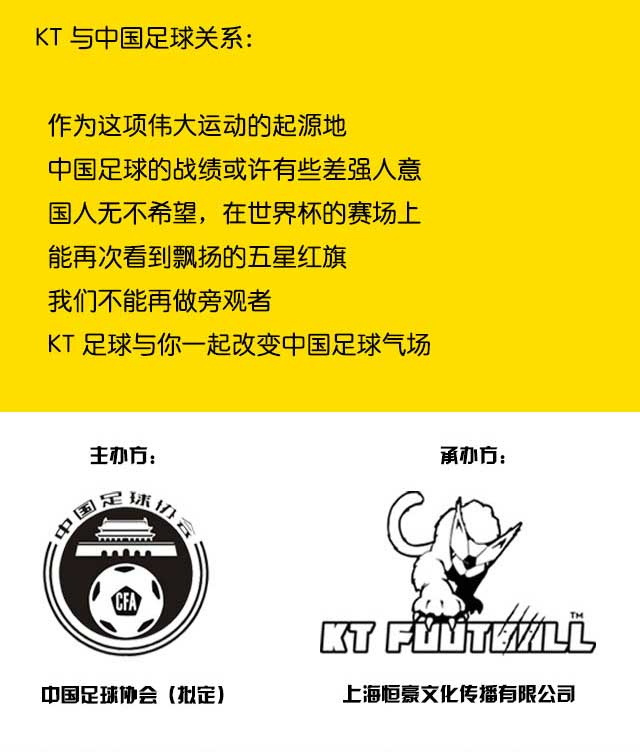 KT 与中国足球关系:
作为这项伟大运动的起源地
中国足球的战绩或许有些差强人意
国人无不希望，在世界杯的赛场上
能再次看到飘扬的五星红旗
我们不能再做旁观者
KT 足球与你一起改变中国足球气场
主办方: 承办方:
中国足球协会
CFA
KT FOOTBALL™
中国足球协会（拟定） 上海恒豪文化传播有限公司